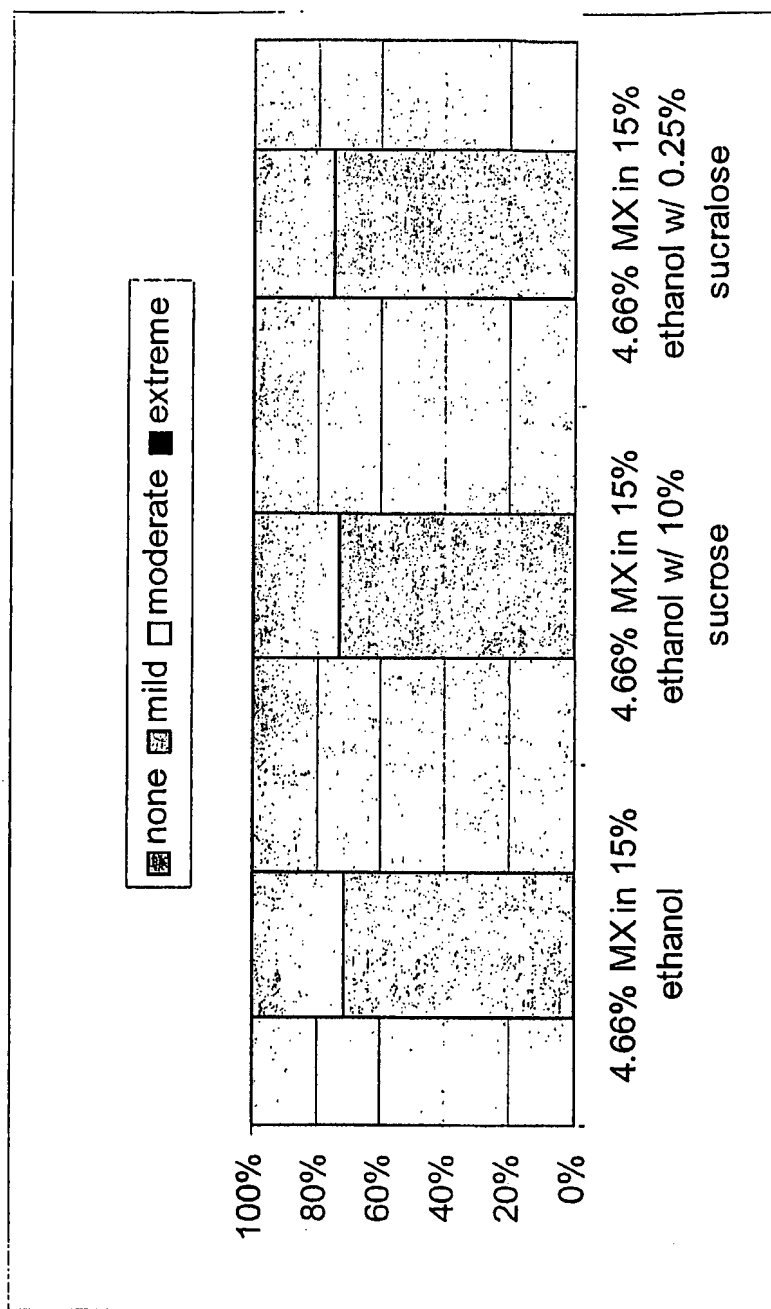 none mild moderate extreme
100%
80%
60%
40%
20%
0%
4.66% MX in 15%
ethanol
4.66% MX in 15%
ethanol w/ 10%
sucrose
4.66% MX in 15%
ethanol w/ 0.25%
sucralose